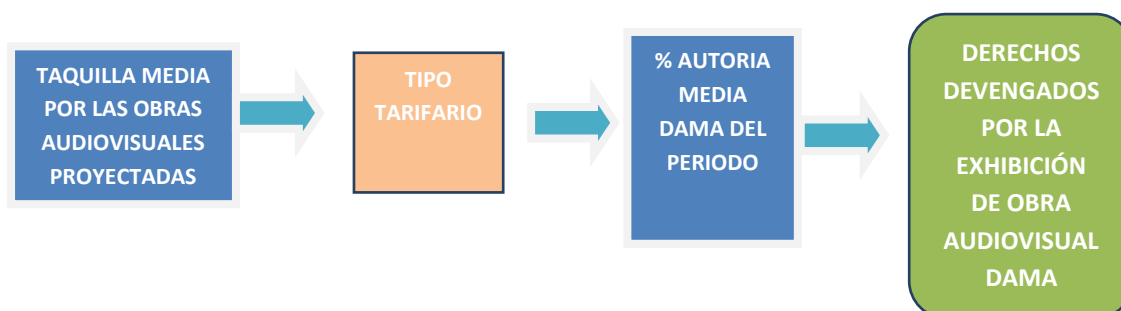 TAQUILLA MEDIA
POR LAS OBRAS
AUDIOVISUALES
PROYECTADAS
TIPO
TARIFARIO
% AUTORIA
MEDIA
DAMA DEL
PERIODO
DERECHOS
DEVENGADOS
POR LA
EXHIBICIÓN
DE OBRA
AUDIOVISUAL
DAMA